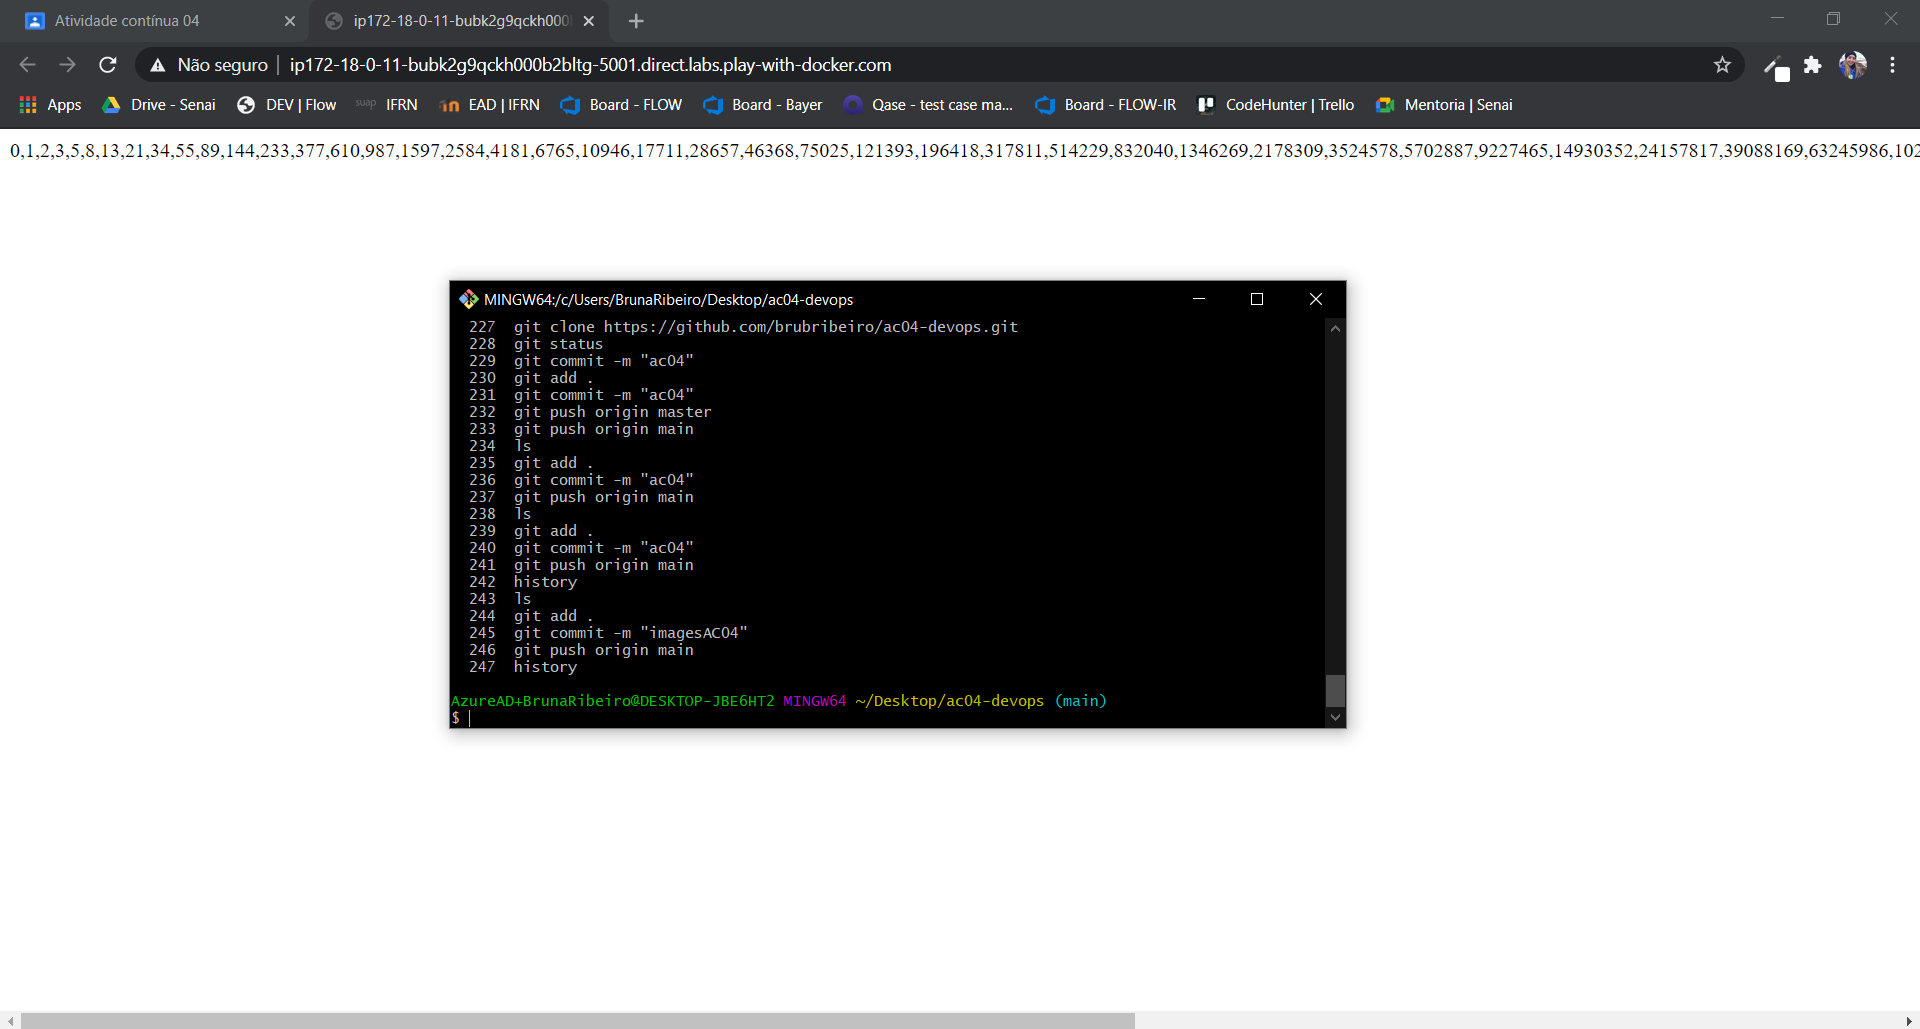 Atividade contínua 04
ip172-18-0-11-bubk2g9qckh000
Não seguro | ip172-18-0-11-bubk2g9qckh000b2bltg-5001.direct.labs.play-with-docker.com
Apps Drive - Senai DEV | Flow suap IFRN EAD | IFRN Board - FLOW Board - Bayer Qase - test case ma... Board - FLOW-IR CodeHunter | Trello Mentoria | Senai
0,1,2,3,5,8,13,21,34,55,89,144,233,377,610,987,1597,2584,4181,6765,10946,17711,28657,46368,75025,121393,196418,317811,514229,832040,1346269,2178309,3524578,5702887,9227465,14930352,24157817,39088169,63245986,102
MINGW64:/c/Users/BrunaRibeiro/Desktop/ac04-devops
227 git clone https://github.com/brubribeiro/ac04-devops.git
228 git status
229 git commit -m "ac04"
230 git add .
231 git commit -m "ac04"
232 git push origin master
233 git push origin main
234 ls
235 git add .
236 git commit -m "ac04"
237 git push origin main
238 ls
239 git add .
240 git commit -m "ac04"
241 git push origin main
242 history
243 ls
244 git add .
245 git commit -m "imagesAC04"
246 git push origin main
247 history
AzureAD+BrunaRibeiro@DESKTOP-JBE6HT2 MINGW64 ~/Desktop/ac04-devops (main)
$